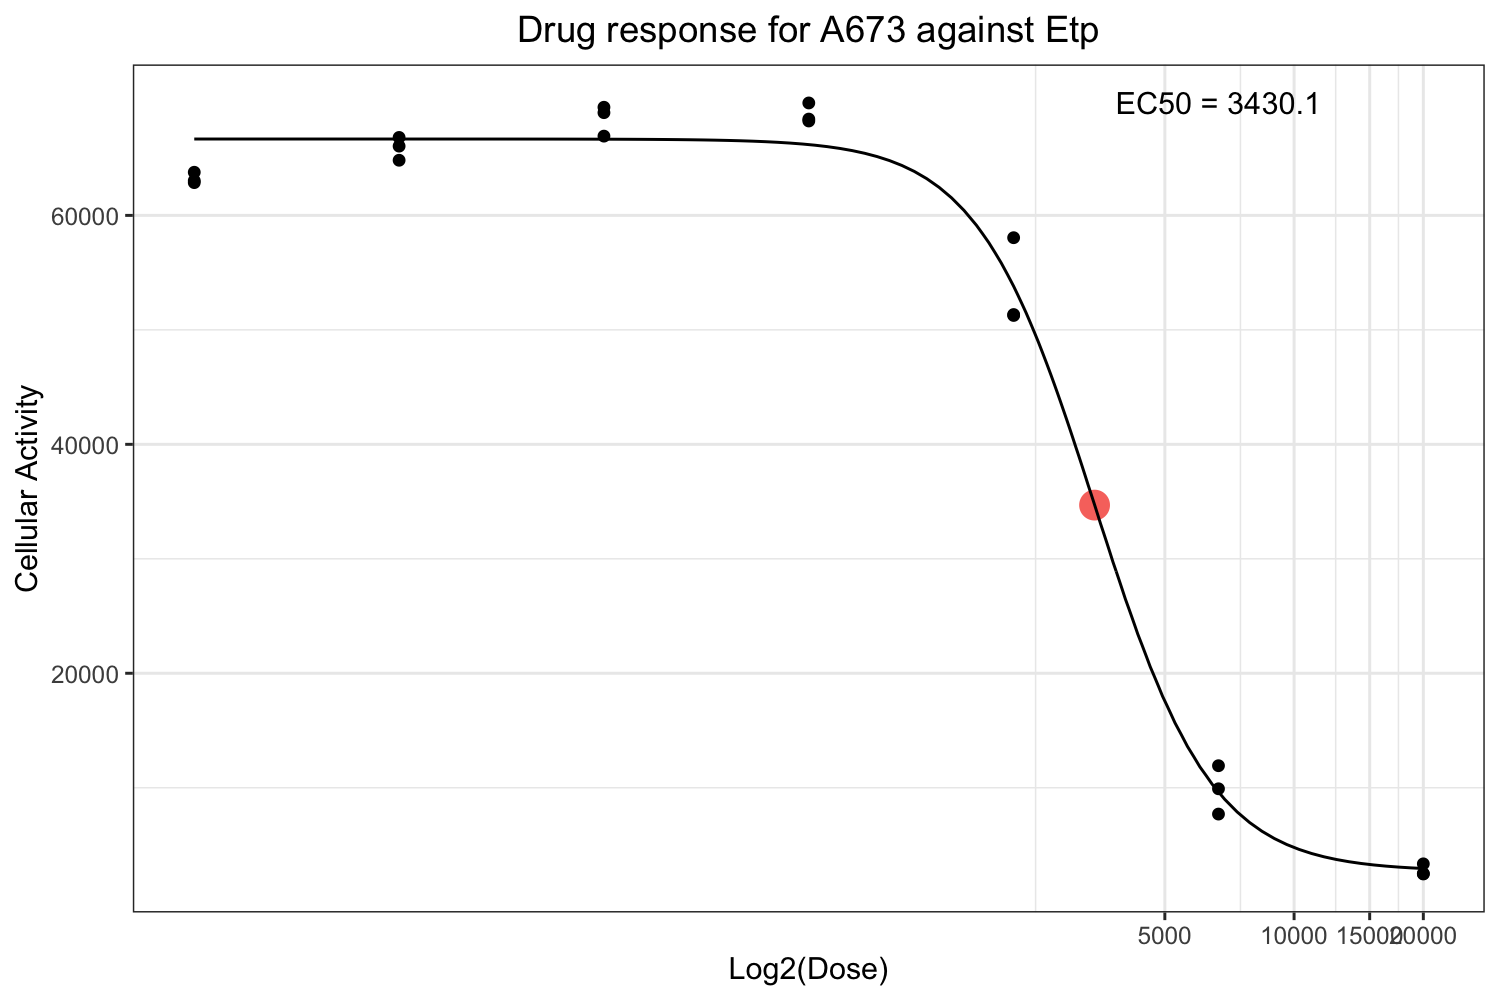 Drug response for A673 against Etp
EC50 = 3430.1
60000
40000
20000
Cellular Activity
5000 10000 15000 20000
Log2(Dose)